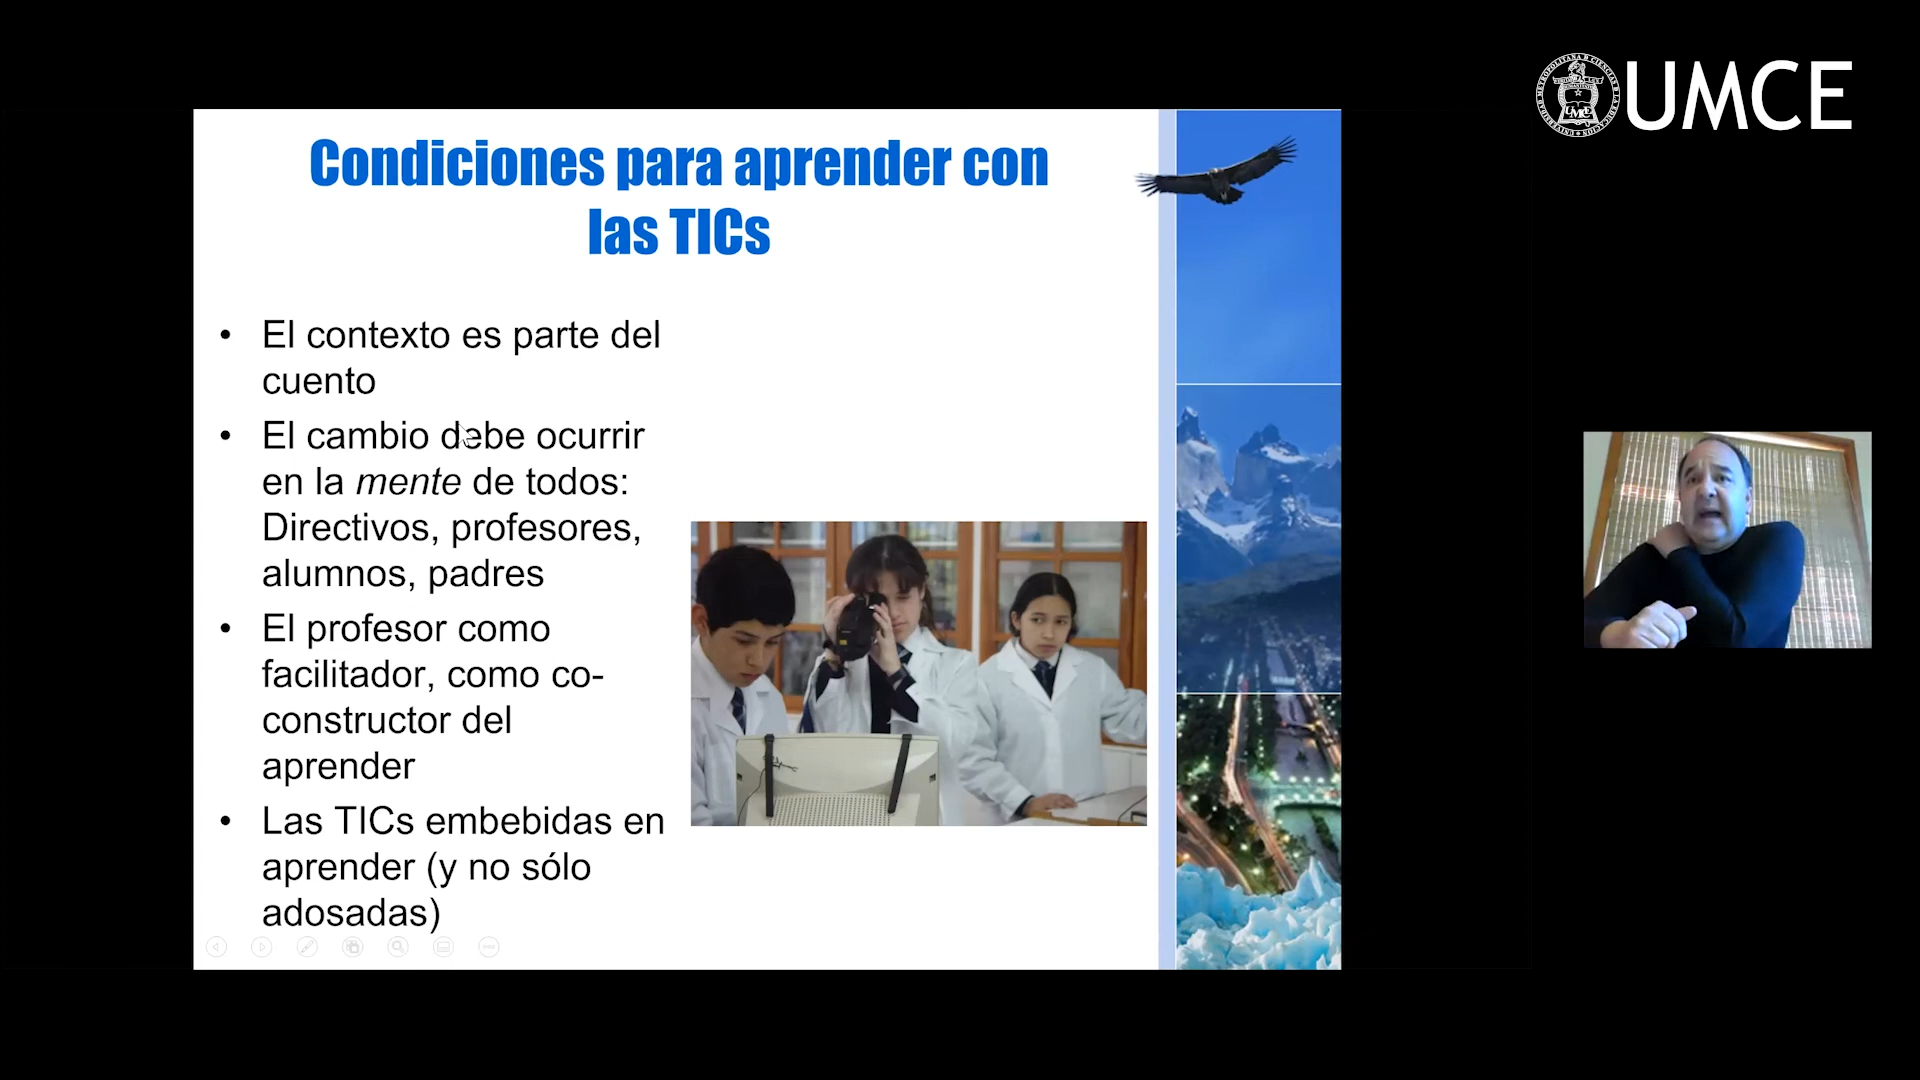 UMCE
Condiciones para aprender con
las TICs
• El contexto es parte del
cuento
• El cambio debe ocurrir
en la mente de todos:
Directivos, profesores,
alumnos, padres
• El profesor como
facilitador, como co-
constructor del
aprender
• Las TICs embebidas en
aprender (y no sólo
adosadas)